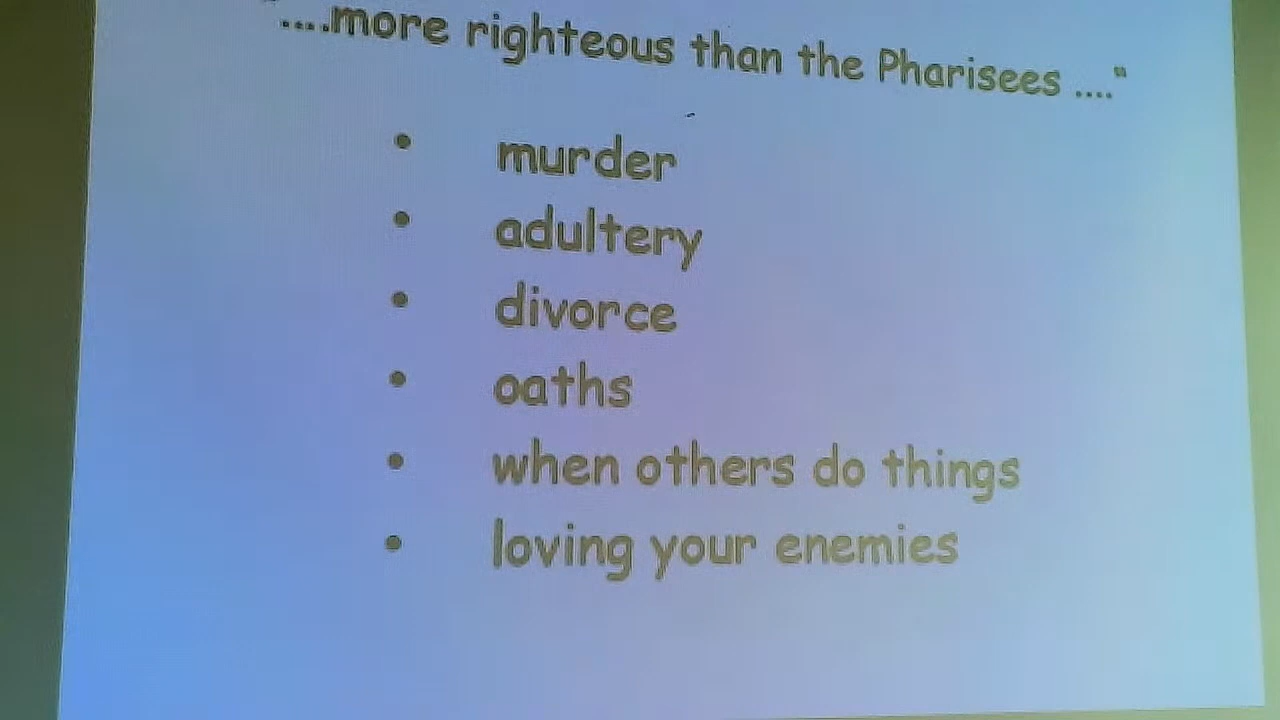 "....more righteous than the Pharisees ...."
• murder
• adultery
• divorce
• oaths
• when others do things
• loving your enemies